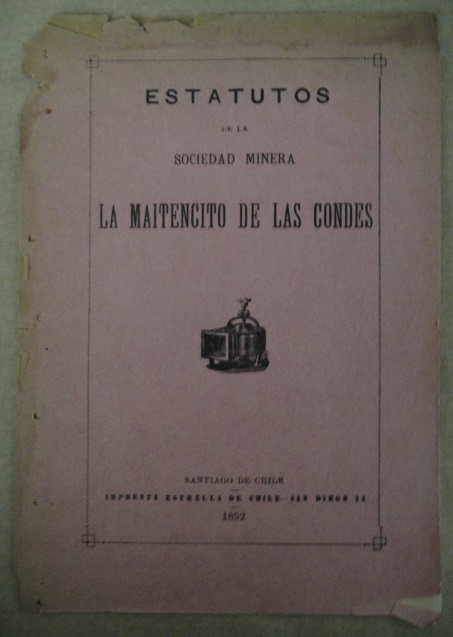 ESTATUTOS
DE LA
SOCIEDAD MINERA
LA MAITENCITO DE LAS CONDES
SANTIAGO DE CHILE
IMPRENTA ESTRELLA DE CHILE—SAN DIEGO 75
1892